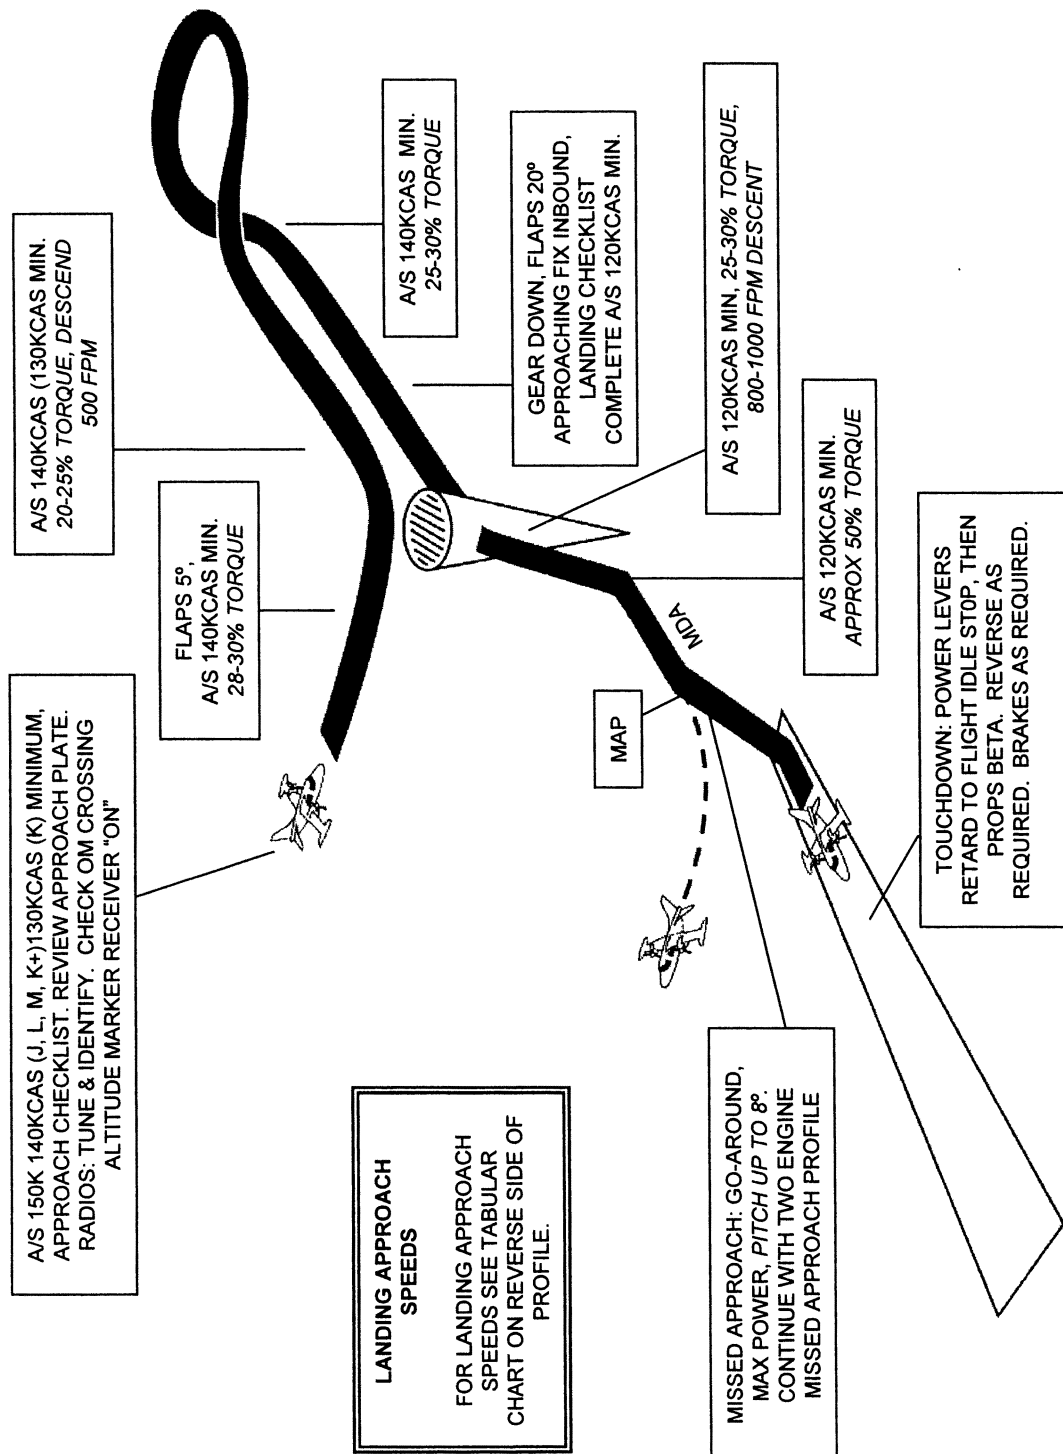 A/S 150K 140KCAS (J, L, M, K+)130KCAS (K) MINIMUM,
APPROACH CHECKLIST. REVIEW APPROACH PLATE.
RADIOS: TUNE & IDENTIFY. CHECK OM CROSSING
ALTITUDE MARKER RECEIVER "ON"
FLAPS 5º,
A/S 140KCAS MIN.
28-30% TORQUE
A/S 140KCAS (130KCAS MIN.
20-25% TORQUE, DESCEND
500 FPM
A/S 140KCAS MIN.
25-30% TORQUE
GEAR DOWN, FLAPS 20º
APPROACHING FIX INBOUND,
LANDING CHECKLIST
COMPLETE A/S 120KCAS MIN.
A/S 120KCAS MIN, 25-30% TORQUE,
800-1000 FPM DESCENT
A/S 120KCAS MIN.
APPROX 50% TORQUE
MDA
MAP
LANDING APPROACH
SPEEDS
FOR LANDING APPROACH
SPEEDS SEE TABULAR
CHART ON REVERSE SIDE OF
PROFILE.
MISSED APPROACH: GO-AROUND,
MAX POWER, PITCH UP TO 8º.
CONTINUE WITH TWO ENGINE
MISSED APPROACH PROFILE
TOUCHDOWN: POWER LEVERS
RETARD TO FLIGHT IDLE STOP, THEN
PROPS BETA. REVERSE AS
REQUIRED. BRAKES AS REQUIRED.